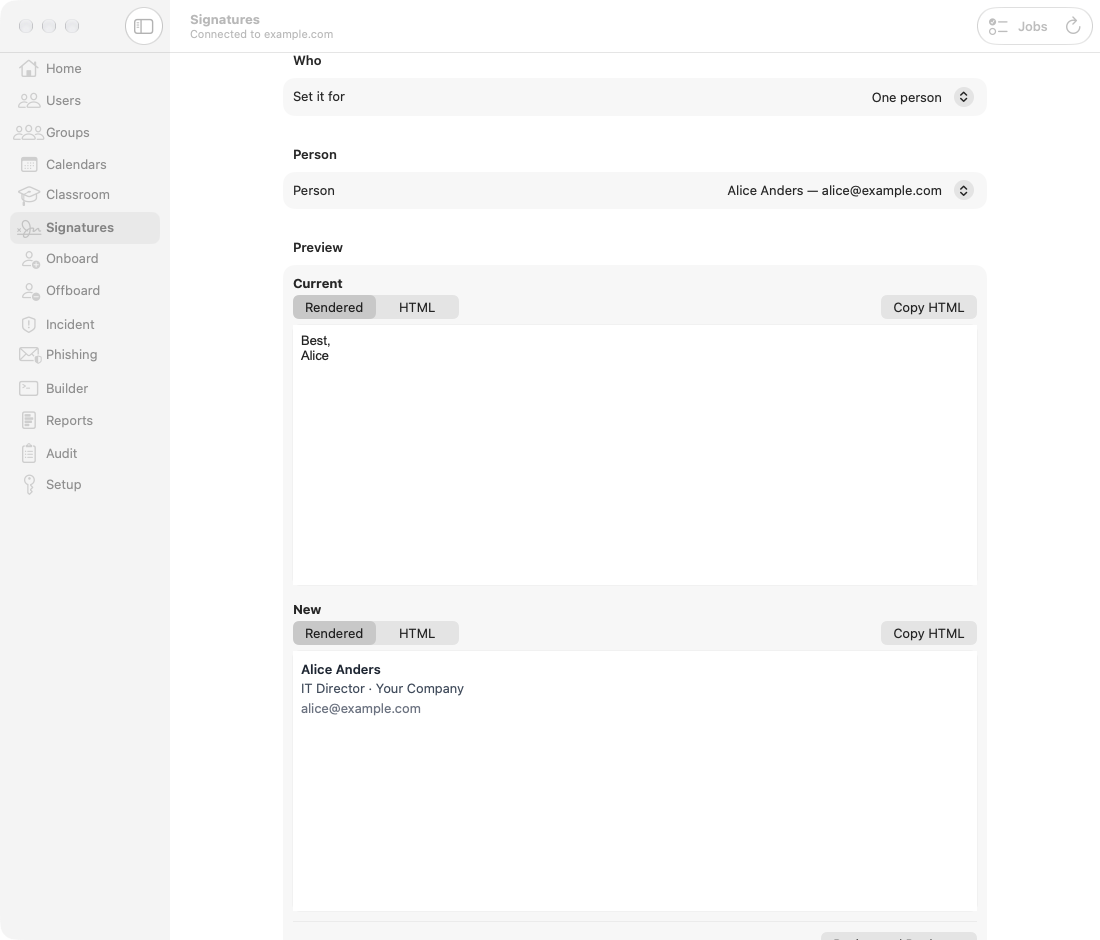 Signatures
Connected to example.com
Jobs
Home
Users
Groups
Calendars
Classroom
Signatures
Onboard
Offboard
Incident
Phishing
Builder
Reports
Audit
Setup
Who
Set it for
One person
Person
Person
Alice Anders — alice@example.com
Preview
Current
Rendered
HTML
Copy HTML
Best,
Alice
New
Rendered
HTML
Copy HTML
Alice Anders
IT Director · Your Company
alice@example.com